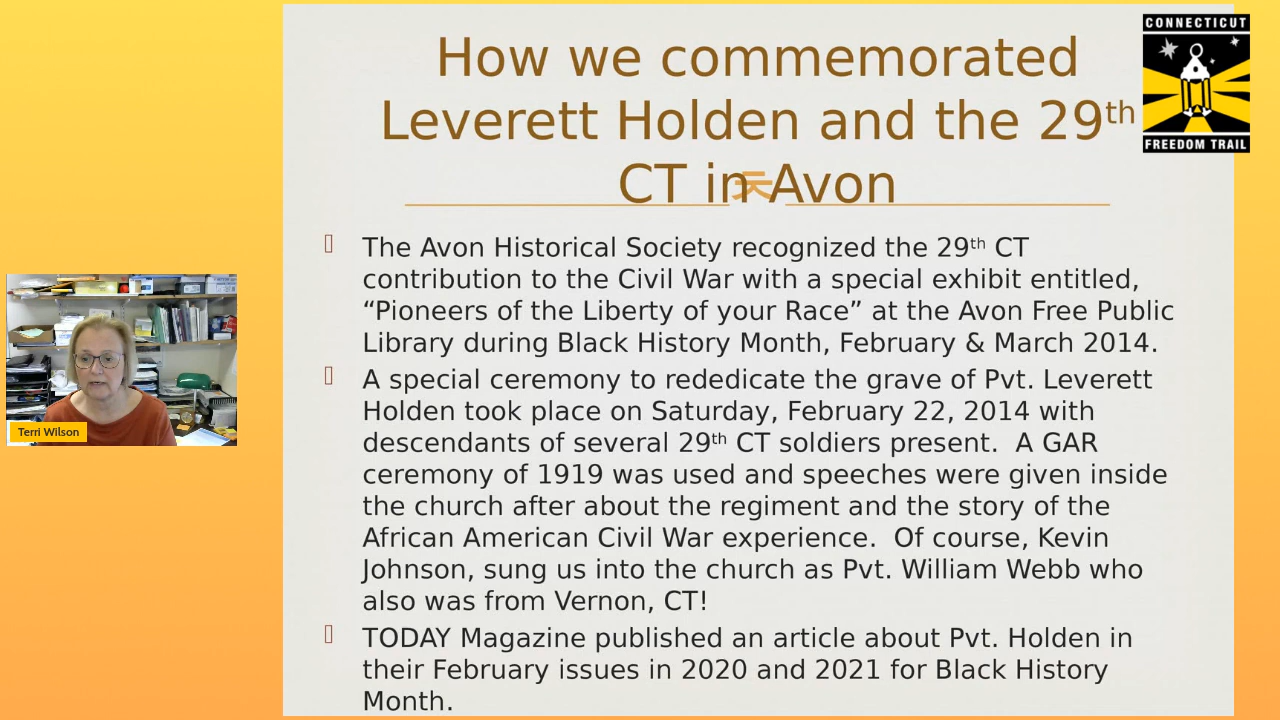 How we commemorated
Leverett Holden and the 29th
CT in Avon
CONNECTICUT
FREEDOM TRAIL
The Avon Historical Society recognized the 29th CT
contribution to the Civil War with a special exhibit entitled,
“Pioneers of the Liberty of your Race” at the Avon Free Public
Library during Black History Month, February & March 2014.
A special ceremony to rededicate the grave of Pvt. Leverett
Holden took place on Saturday, February 22, 2014 with
descendants of several 29th CT soldiers present.  A GAR
ceremony of 1919 was used and speeches were given inside
the church after about the regiment and the story of the
African American Civil War experience.  Of course, Kevin
Johnson, sung us into the church as Pvt. William Webb who
also was from Vernon, CT!
TODAY Magazine published an article about Pvt. Holden in
their February issues in 2020 and 2021 for Black History
Month.
Terri Wilson